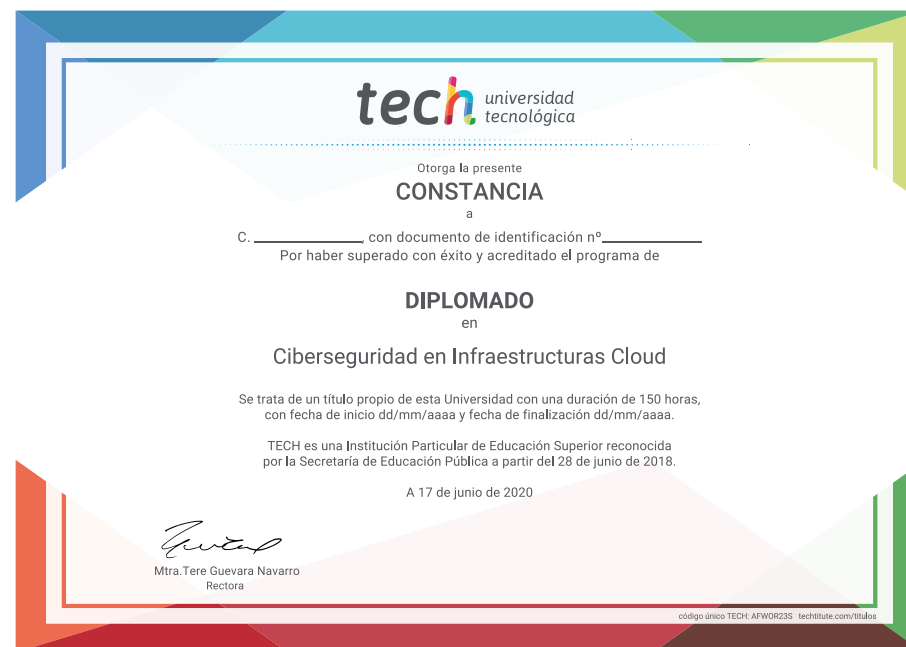 tech universidad
tecnológica
Otorga la presente
CONSTANCIA
a
C. ____________, con documento de identificación nº____________
Por haber superado con éxito y acreditado el programa de
DIPLOMADO
en
Ciberseguridad en Infraestructuras Cloud
Se trata de un título propio de esta Universidad con una duración de 150 horas,
con fecha de inicio dd/mm/aaaa y fecha de finalización dd/mm/aaaa.
TECH es una Institución Particular de Educación Superior reconocida
por la Secretaría de Educación Pública a partir del 28 de junio de 2018.
A 17 de junio de 2020
Mtra.Tere Guevara Navarro
Rectora
código único TECH: AFWOR23S techtitute.com/titulos